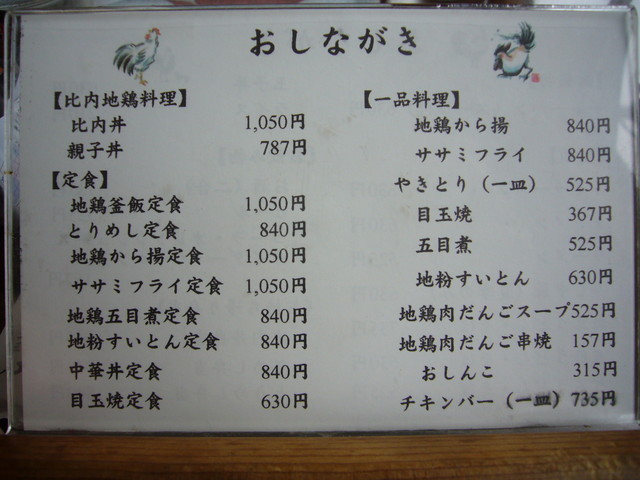 おしながき
【比内地鶏料理】
比内丼 1,050円
親子丼 787円
【定食】
地鶏釜飯定食 1,050円
とりめし定食 840円
地鶏から揚定食 1,050円
ササミフライ定食 1,050円
地鶏五目煮定食 840円
地粉すいとん定食 840円
中華丼定食 840円
目玉焼定食 630円
【一品料理】
地鶏から揚 840円
ササミフライ 840円
やきとり（一皿） 525円
目玉焼 367円
五目煮 525円
地粉すいとん 630円
地鶏肉だんごスープ525円
地鶏肉だんご串焼 157円
おしんこ 315円
チキンバー（一皿）735円